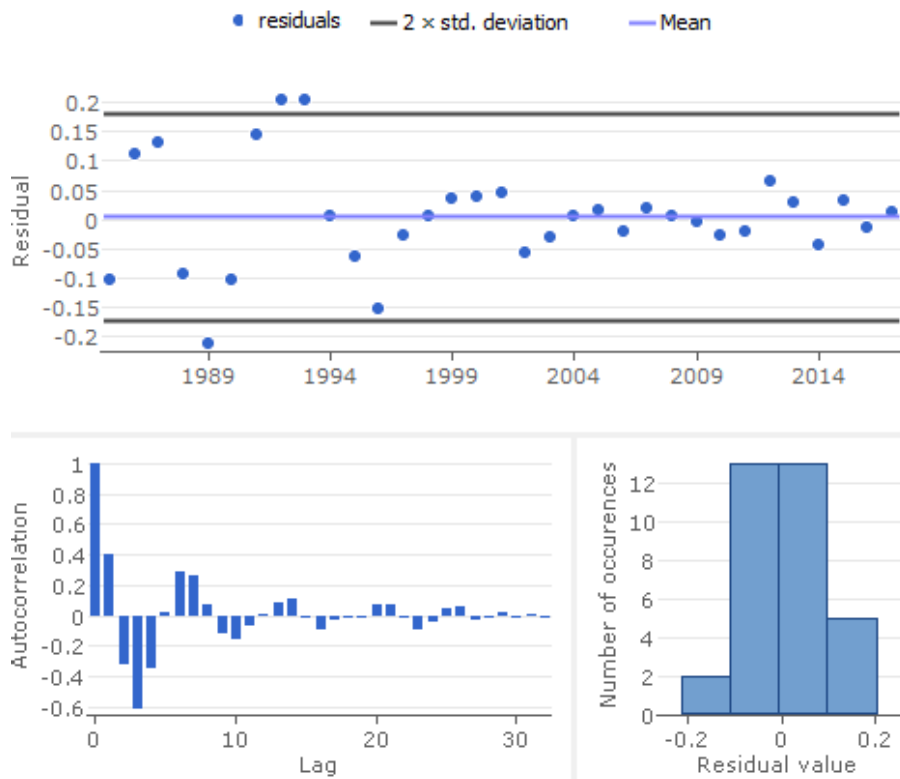 residuals 2 × std. deviation Mean
0.2
0.15
0.1
0.05
0
-0.05
-0.1
-0.15
-0.2
Residual
1989 1994 1999 2004 2009 2014
1
0.8
0.6
0.4
0.2
0
-0.2
-0.4
-0.6
Autocorrelation
0 10 20 30
Lag
12
10
8
6
4
2
0
Number of occurences
-0.2 0 0.2
Residual value